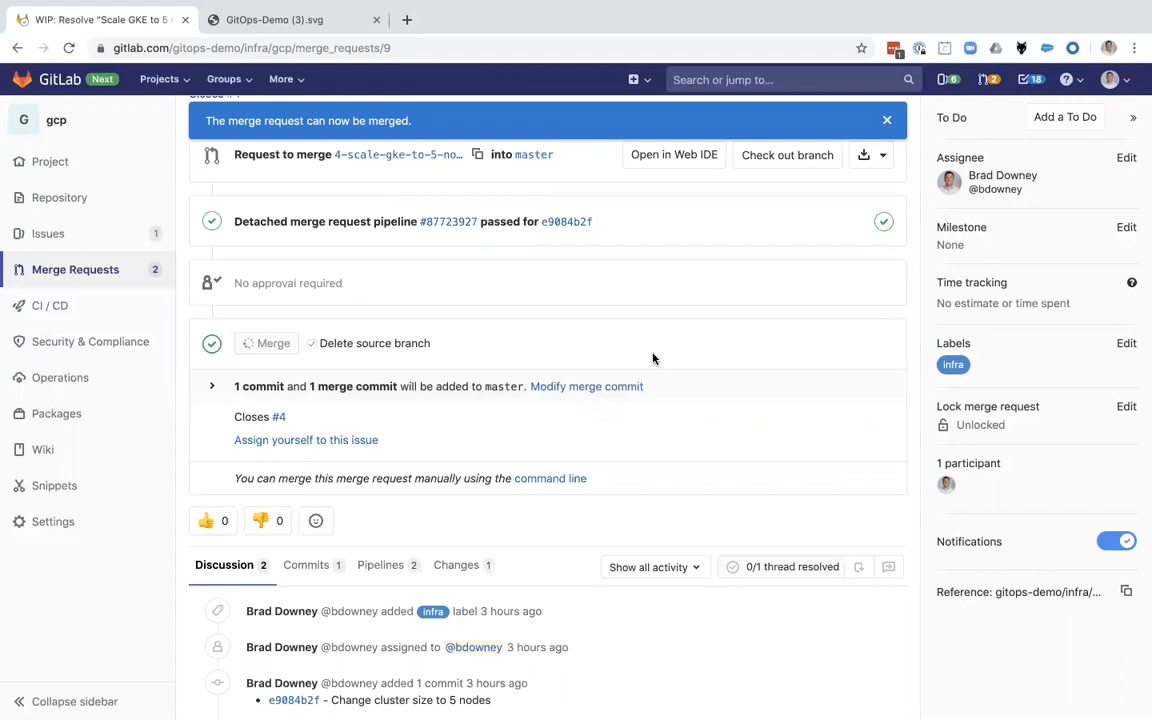 WIP: Resolve "Scale GKE to 5 n
GitOps-Demo (3).svg
gitlab.com/gitops-demo/infra/gcp/merge_requests/9
1
GitLab Next Projects Groups More Search or jump to... 6 2 18
G gcp
Project
Repository
Issues 1
Merge Requests 2
CI / CD
Security & Compliance
Operations
Packages
Wiki
Snippets
Settings
Collapse sidebar
The merge request can now be merged.
Request to merge 4-scale-gke-to-5-no... into master Open in Web IDE Check out branch
Detached merge request pipeline #87723927 passed for e9084b2f
No approval required
Merge Delete source branch
1 commit and 1 merge commit will be added to master. Modify merge commit
Closes #4
Assign yourself to this issue
You can merge this merge request manually using the command line
0 0
Discussion 2 Commits 1 Pipelines 2 Changes 1 Show all activity 0/1 thread resolved
Brad Downey @bdowney added infra label 3 hours ago
Brad Downey @bdowney assigned to @bdowney 3 hours ago
Brad Downey @bdowney added 1 commit 3 hours ago
e9084b2f - Change cluster size to 5 nodes
To Do Add a To Do
Assignee Edit
Brad Downey
@bdowney
Milestone Edit
None
Time tracking
No estimate or time spent
Labels Edit
infra
Lock merge request Edit
Unlocked
1 participant
Notifications
Reference: gitops-demo/infra/...